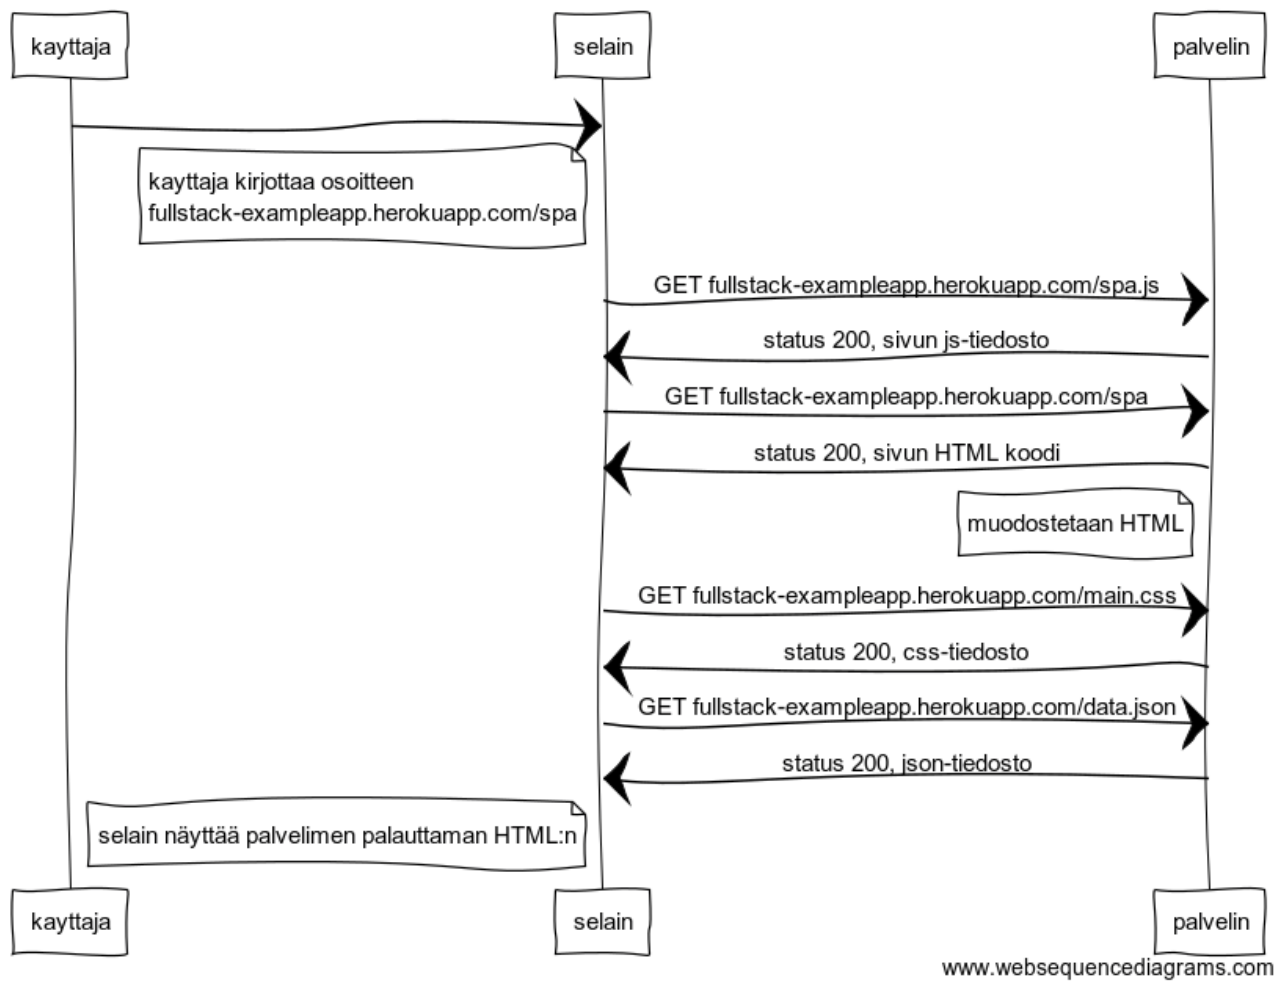 kayttaja
selain
palvelin
kayttaja kirjottaa osoitteen
fullstack-exampleapp.herokuapp.com/spa
GET fullstack-exampleapp.herokuapp.com/spa.js
status 200, sivun js-tiedosto
GET fullstack-exampleapp.herokuapp.com/spa
status 200, sivun HTML koodi
muodostetaan HTML
GET fullstack-exampleapp.herokuapp.com/main.css
status 200, css-tiedosto
GET fullstack-exampleapp.herokuapp.com/data.json
status 200, json-tiedosto
selain näyttää palvelimen palauttaman HTML:n
kayttaja
selain
palvelin
www.websequencediagrams.com